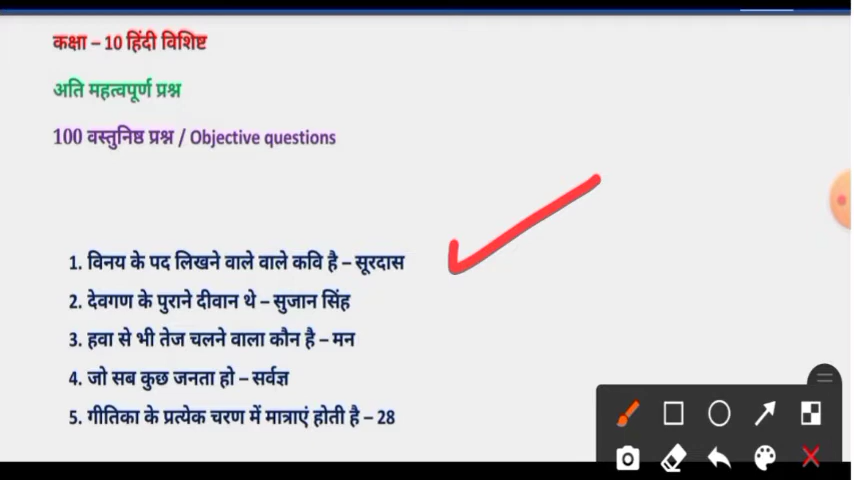 कक्षा – 10 हिंदी विशिष्ट
अति महत्वपूर्ण प्रश्न
100 वस्तुनिष्ठ प्रश्न / Objective questions
1. विनय के पद लिखने वाले वाले कवि है – सूरदास
2. देवगण के पुराने दीवान थे – सुजान सिंह
3. हवा से भी तेज चलने वाला कौन है – मन
4. जो सब कुछ जनता हो – सर्वज्ञ
5. गीतिका के प्रत्येक चरण में मात्राएं होती है – 28